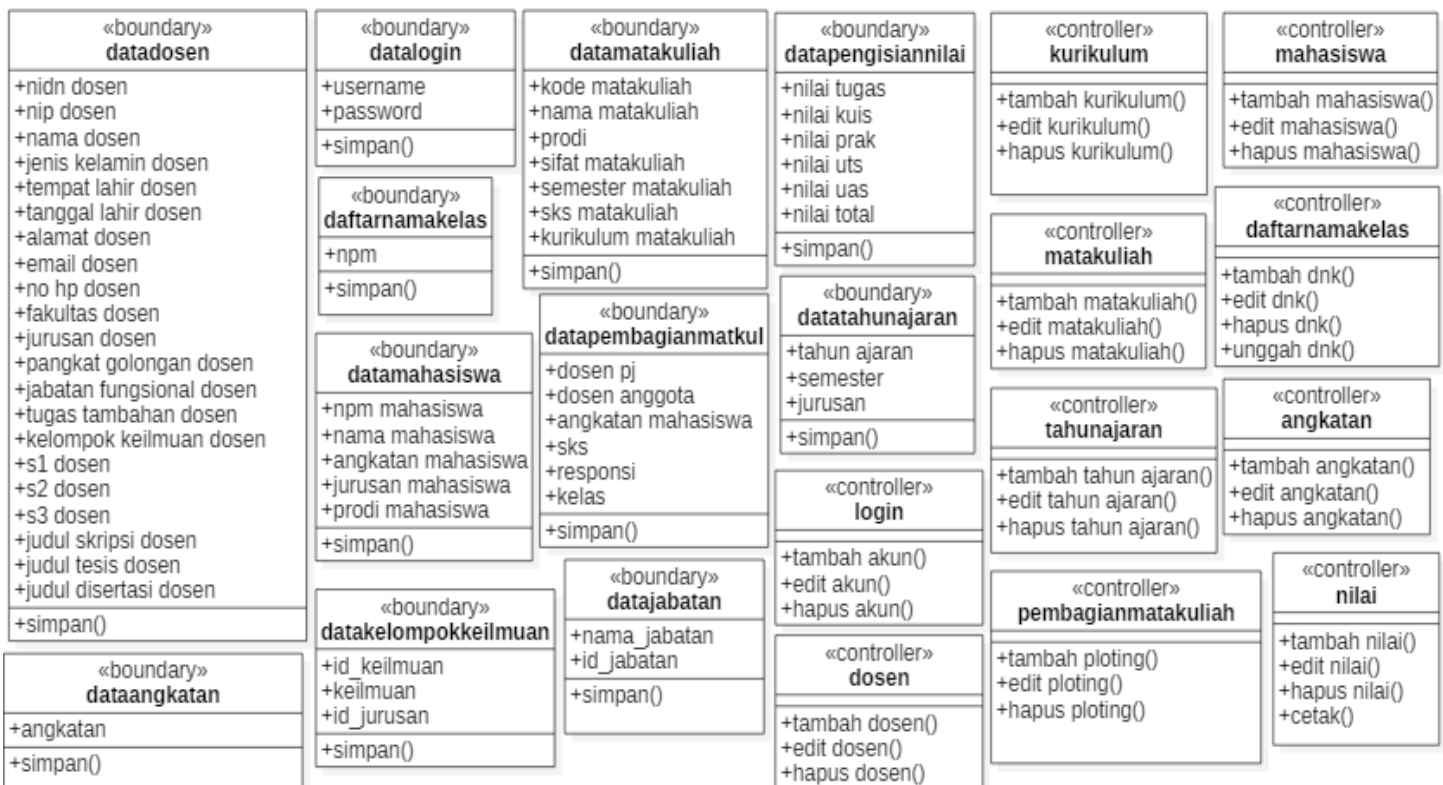 «boundary»
datadosen
+nidn dosen
+nip dosen
+nama dosen
+jenis kelamin dosen
+tempat lahir dosen
+tanggal lahir dosen
+alamat dosen
+email dosen
+no hp dosen
+fakultas dosen
+jurusan dosen
+pangkat golongan dosen
+jabatan fungsional dosen
+tugas tambahan dosen
+kelompok keilmuan dosen
+s1 dosen
+s2 dosen
+s3 dosen
+judul skripsi dosen
+judul tesis dosen
+judul disertasi dosen
+simpan()
«boundary»
dataangkatan
+angkatan
+simpan()
«boundary»
datalogin
+username
+password
+simpan()
«boundary»
daftarnamakelas
+npm
+simpan()
«boundary»
datamahasiswa
+npm mahasiswa
+nama mahasiswa
+angkatan mahasiswa
+jurusan mahasiswa
+prodi mahasiswa
+simpan()
«boundary»
datakelompokkeilmuan
+id_keilmuan
+keilmuan
+id_jurusan
+simpan()
«boundary»
datamatakuliah
+kode matakuliah
+nama matakuliah
+prodi
+sifat matakuliah
+semester matakuliah
+sks matakuliah
+kurikulum matakuliah
+simpan()
«boundary»
datapembagianmatkul
+dosen pj
+dosen anggota
+angkatan mahasiswa
+sks
+responsi
+kelas
+simpan()
«boundary»
datajabatan
+nama_jabatan
+id_jabatan
+simpan()
«boundary»
datapengisiannilai
+nilai tugas
+nilai kuis
+nilai prak
+nilai uts
+nilai uas
+nilai total
+simpan()
«boundary»
datatahunajaran
+tahun ajaran
+semester
+jurusan
+simpan()
«controller»
login
+tambah akun()
+edit akun()
+hapus akun()
«controller»
dosen
+tambah dosen()
+edit dosen()
+hapus dosen()
«controller»
kurikulum
+tambah kurikulum()
+edit kurikulum()
+hapus kurikulum()
«controller»
matakuliah
+tambah matakuliah()
+edit matakuliah()
+hapus matakuliah()
«controller»
tahunajaran
+tambah tahun ajaran()
+edit tahun ajaran()
+hapus tahun ajaran()
«controller»
pembagianmatakuliah
+tambah ploting()
+edit ploting()
+hapus ploting()
«controller»
mahasiswa
+tambah mahasiswa()
+edit mahasiswa()
+hapus mahasiswa()
«controller»
daftarnamakelas
+tambah dnk()
+edit dnk()
+hapus dnk()
+unggah dnk()
«controller»
angkatan
+tambah angkatan()
+edit angkatan()
+hapus angkatan()
«controller»
nilai
+tambah nilai()
+edit nilai()
+hapus nilai()
+cetak()